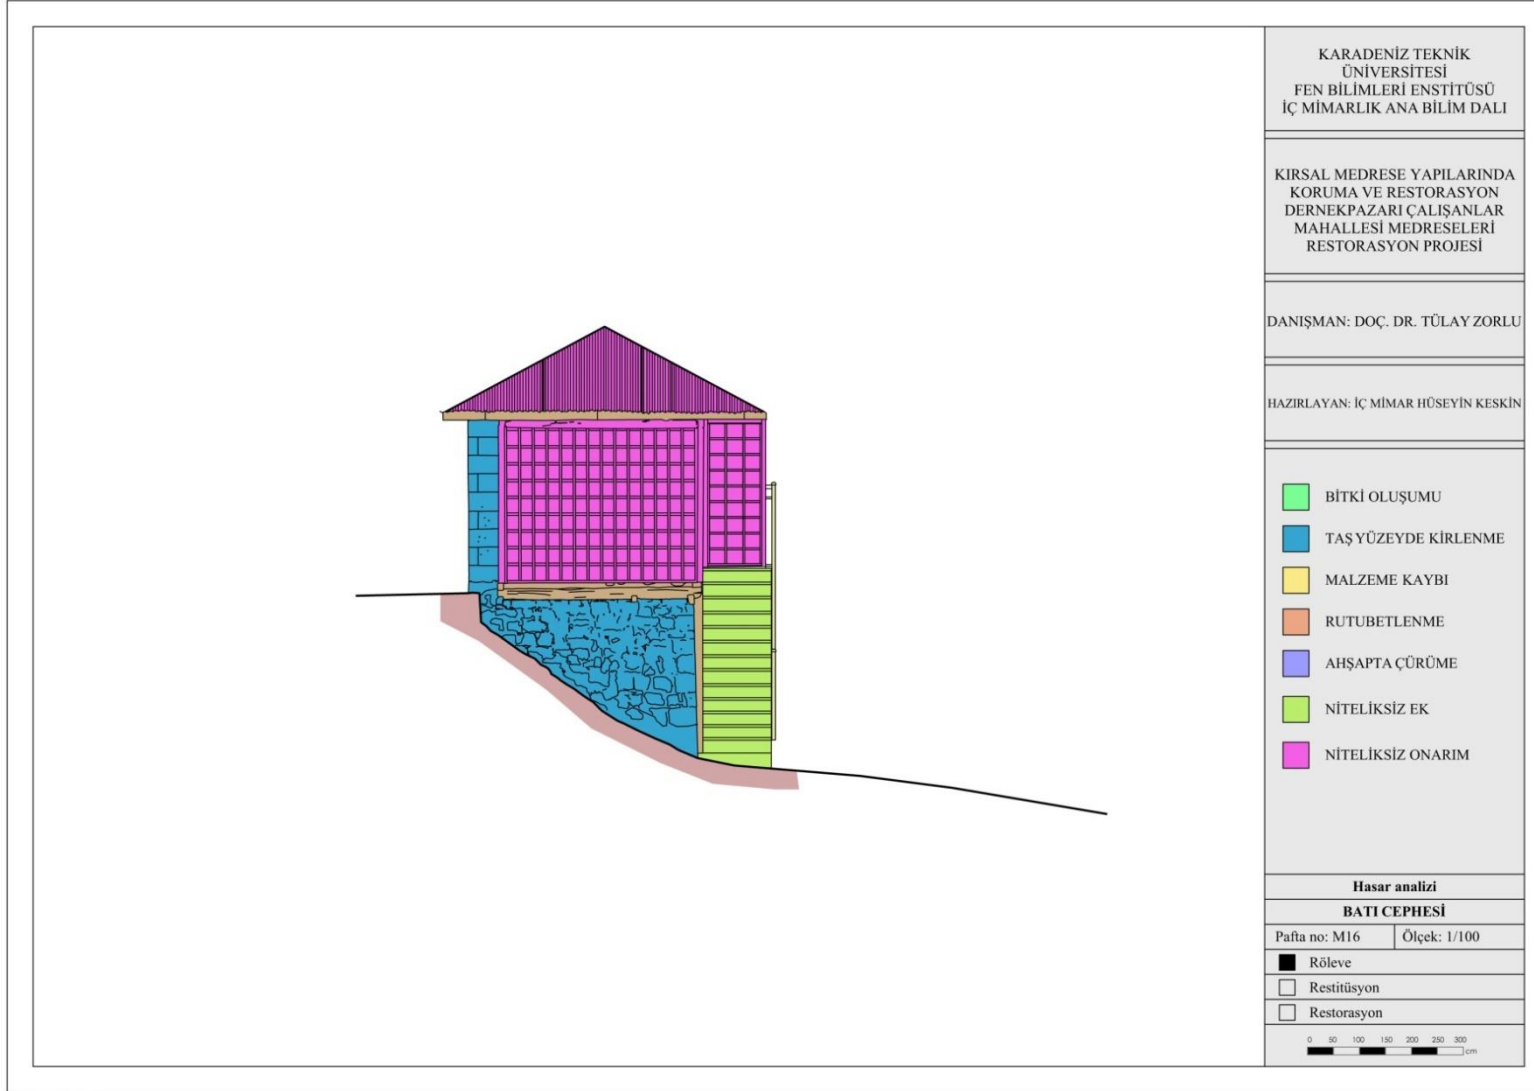 KARADENİZ TEKNİK
ÜNİVERSİTESİ
FEN BİLİMLERİ ENSTİTÜSÜ
İÇ MİMARLIK ANA BİLİM DALI
KIRSAL MEDRESE YAPILARINDA
KORUMA VE RESTORASYON
DERNEKPAZARI ÇALIŞANLAR
MAHALLESİ MEDRESELERİ
RESTORASYON PROJESİ
DANIŞMAN: DOÇ. DR. TÜLAY ZORLU
HAZIRLAYAN: İÇ MİMAR HÜSEYİN KESKİN
BİTKİ OLUŞUMU
TAŞ YÜZEYDE KİRLENME
MALZEME KAYBI
RUTUBETLENME
AHŞAPTA ÇÜRÜME
NİTELİKSİZ EK
NİTELİKSİZ ONARIM
Hasar analizi
BATI CEPHESİ
Pafta no: M16 Ölçek: 1/100
Röleve
Restitüsyon
Restorasyon
0 50 100 150 200 250 300
cm